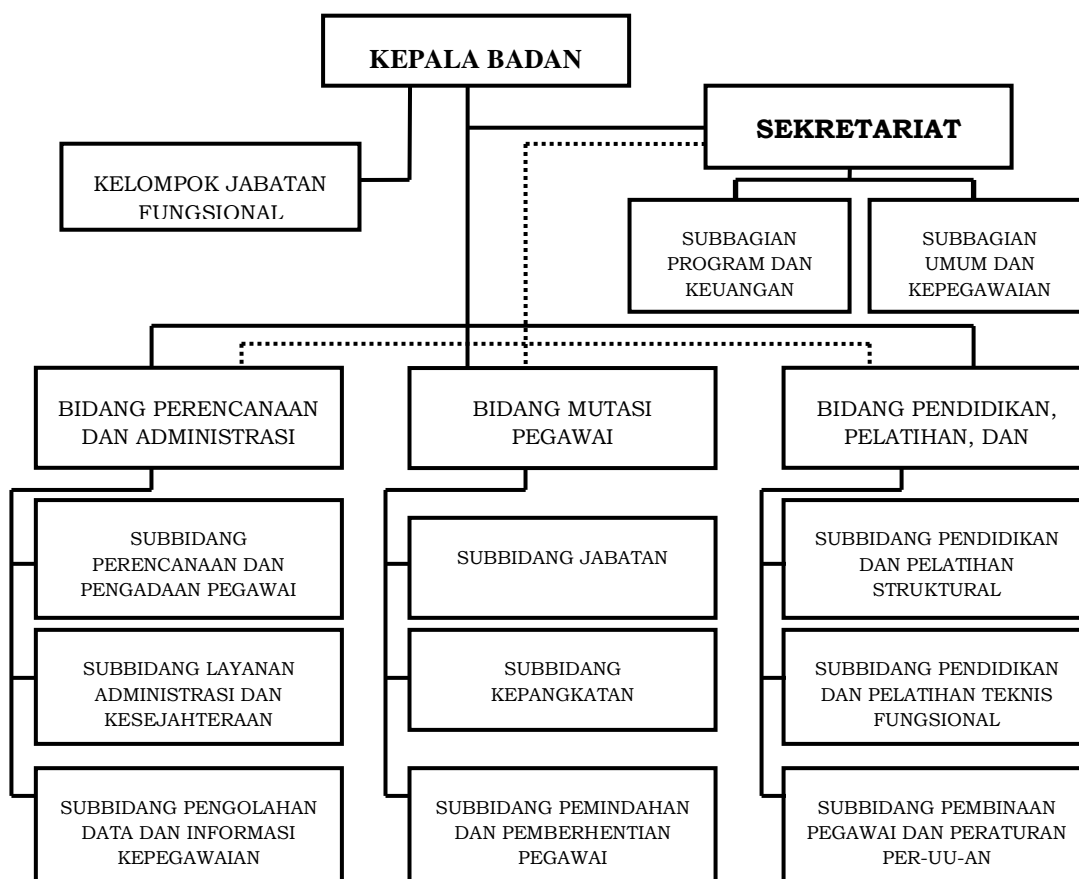 KEPALA BADAN
SEKRETARIAT
KELOMPOK JABATAN
FUNGSIONAL
SUBBAGIAN
PROGRAM DAN
KEUANGAN
SUBBAGIAN
UMUM DAN
KEPEGAWAIAN
BIDANG PERENCANAAN
DAN ADMINISTRASI
BIDANG MUTASI
PEGAWAI
BIDANG PENDIDIKAN,
PELATIHAN, DAN
SUBBIDANG
PERENCANAAN DAN
PENGADAAN PEGAWAI
SUBBIDANG JABATAN
SUBBIDANG PENDIDIKAN
DAN PELATIHAN
STRUKTURAL
SUBBIDANG LAYANAN
ADMINISTRASI DAN
KESEJAHTERAAN
SUBBIDANG
KEPANGKATAN
SUBBIDANG PENDIDIKAN
DAN PELATIHAN TEKNIS
FUNGSIONAL
SUBBIDANG PENGOLAHAN
DATA DAN INFORMASI
KEPEGAWAIAN
SUBBIDANG PEMINDAHAN
DAN PEMBERHENTIAN
PEGAWAI
SUBBIDANG PEMBINAAN
PEGAWAI DAN PERATURAN
PER-UU-AN